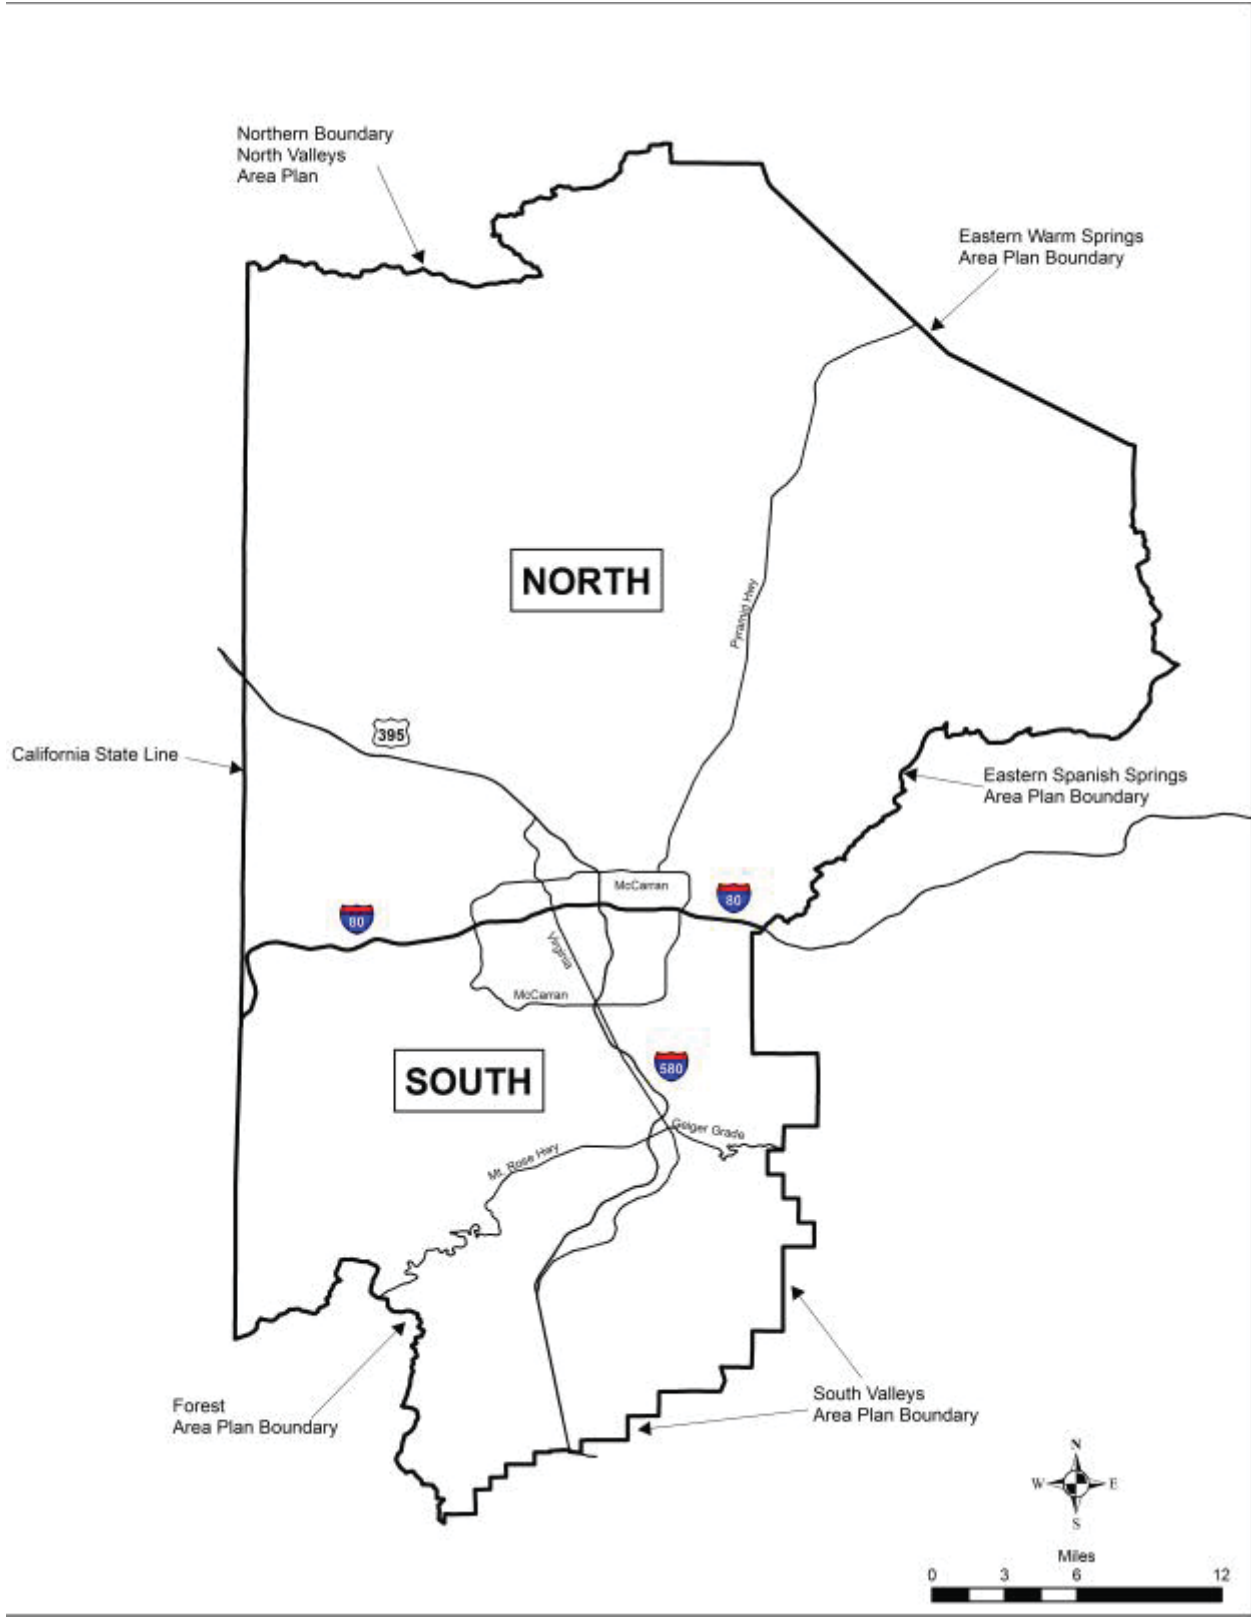 Northern Boundary
North Valleys
Area Plan
Eastern Warm Springs
Area Plan Boundary
NORTH
Pyramid Hwy
395
California State Line
Eastern Spanish Springs
Area Plan Boundary
McCarran
80
80
Virginia
McCarran
580
SOUTH
Geiger Grade
Mt. Rose Hwy
South Valleys
Area Plan Boundary
Forest
Area Plan Boundary
N
W
E
S
Miles
0 3 6 12